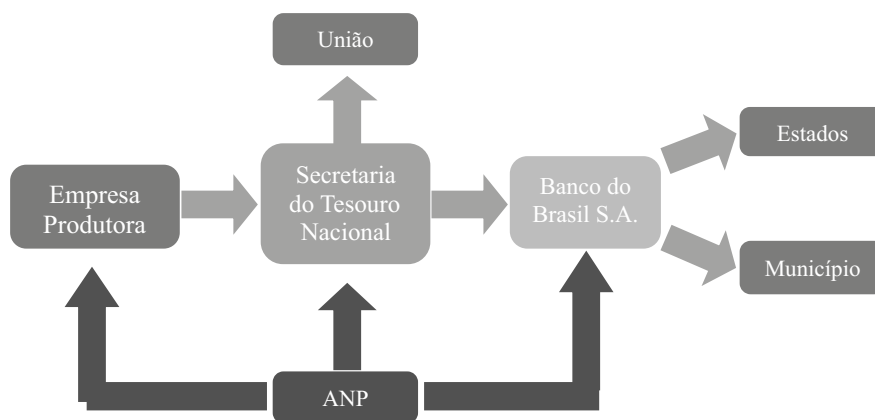 União
Estados
Empresa
Produtora
Secretaria
do Tesouro
Nacional
Banco do
Brasil S.A.
Município
ANP